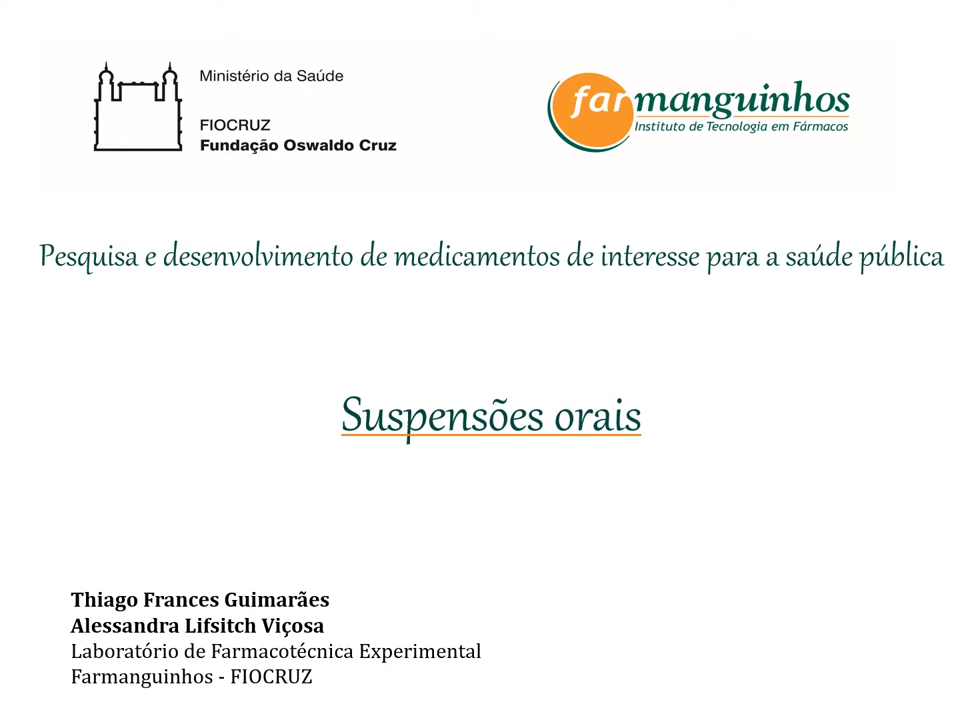 Ministério da Saúde
FIOCRUZ
Fundação Oswaldo Cruz
farmanguinhos
Instituto de Tecnologia em Fármacos
Pesquisa e desenvolvimento de medicamentos de interesse para a saúde pública
Suspensões orais
Thiago Frances Guimarães
Alessandra Lifsitch Viçosa
Laboratório de Farmacotécnica Experimental
Farmanguinhos - FIOCRUZ